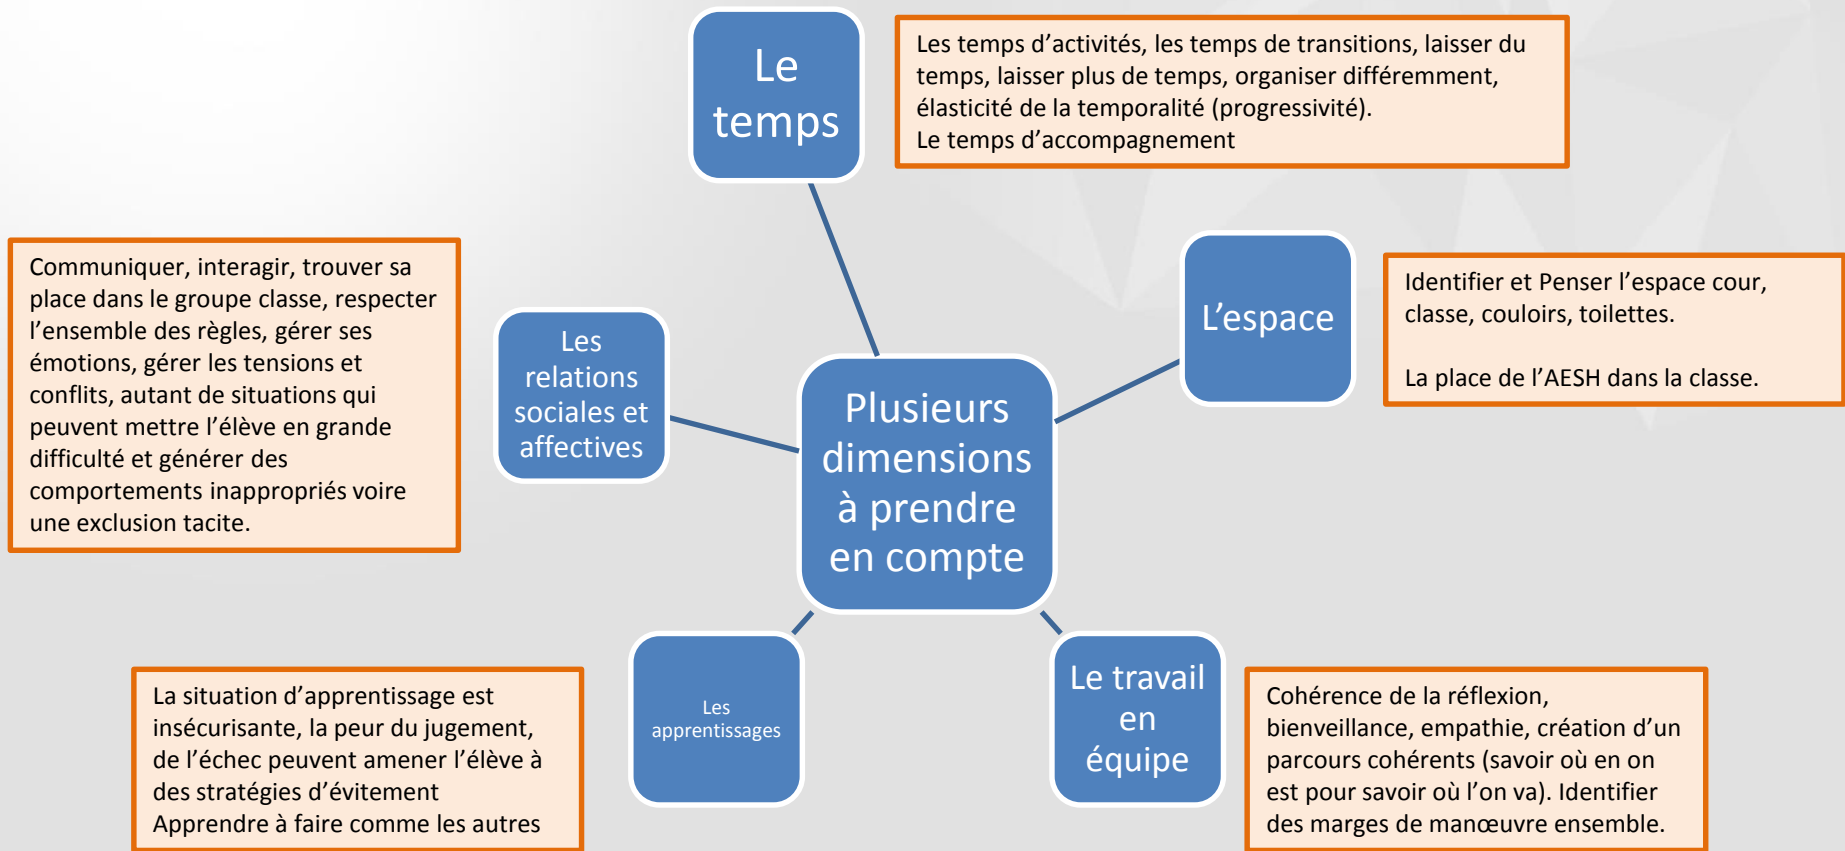 Le
temps
Les temps d’activités, les temps de transitions, laisser du
temps, laisser plus de temps, organiser différemment,
élasticité de la temporalité (progressivité).
Le temps d’accompagnement
L’espace
Identifier et Penser l’espace cour,
classe, couloirs, toilettes.
La place de l’AESH dans la classe.
Communiquer, interagir, trouver sa
place dans le groupe classe, respecter
l’ensemble des règles, gérer ses
émotions, gérer les tensions et
conflits, autant de situations qui
peuvent mettre l’élève en grande
difficulté et générer des
comportements inappropriés voire
une exclusion tacite.
Les
relations
sociales et
affectives
Plusieurs
dimensions
à prendre
en compte
La situation d’apprentissage est
insécurisante, la peur du jugement,
de l’échec peuvent amener l’élève à
des stratégies d’évitement
Apprendre à faire comme les autres
Les
apprentissages
Le travail
en
équipe
Cohérence de la réflexion,
bienveillance, empathie, création d’un
parcours cohérents (savoir où en on
est pour savoir où l’on va). Identifier
des marges de manœuvre ensemble.